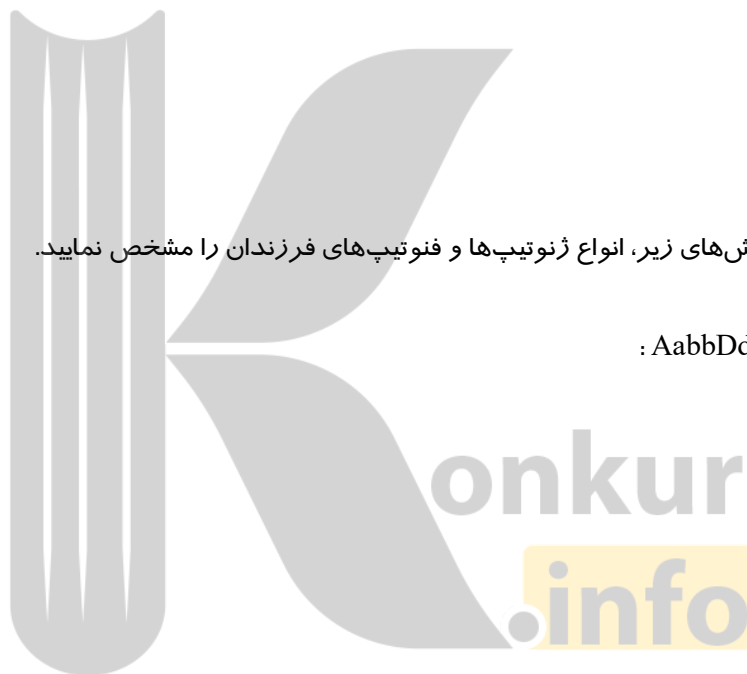 ش‌های زیر، انواع ژنوتیپ‌ها و فنوتیپ‌های فرزندان را مشخص نمایید.
: AabbDd
onkur
.info